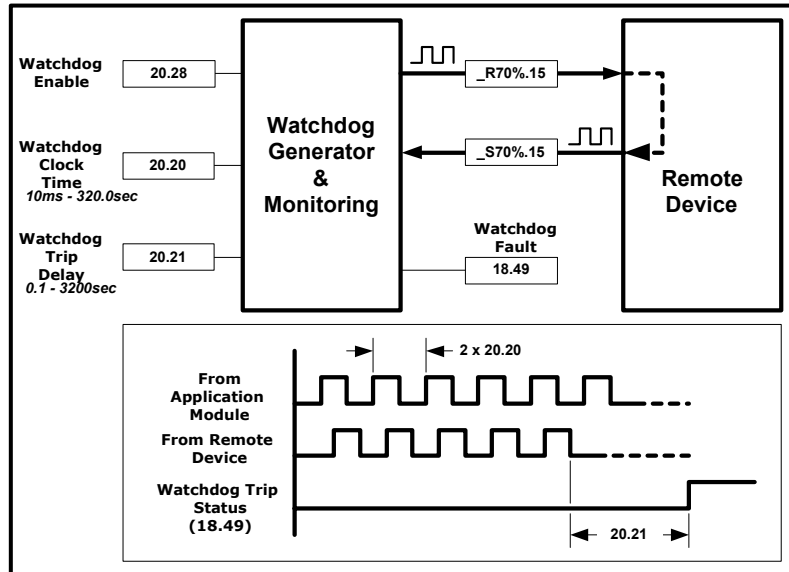 Watchdog
Enable
20.28
Watchdog
Clock
Time
10ms - 320.0sec
20.20
Watchdog
Trip
Delay
0.1 - 3200sec
20.21
Watchdog
Generator
&
Monitoring
_R70%.15
_S70%.15
Watchdog
Fault
18.49
Remote
Device
2 x 20.20
From
Application
Module
From Remote
Device
Watchdog Trip
Status
(18.49)
20.21